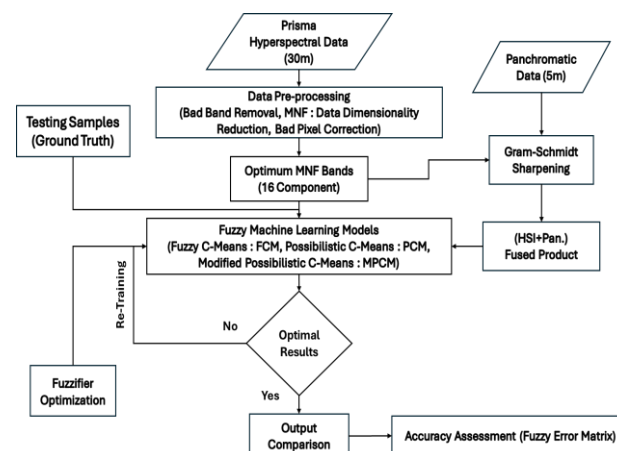 Prisma
Hyperspectral Data
(30m)
Panchromatic
Data (5m)
Data Pre-processing
(Bad Band Removal, MNF : Data Dimensionality
Reduction, Bad Pixel Correction)
Testing Samples
(Ground Truth)
Optimum MNF Bands
(16 Component)
Gram-Schmidt
Sharpening
Fuzzy Machine Learning Models
(Fuzzy C-Means : FCM, Possibilistic C-Means : PCM,
Modified Possibilistic C-Means : MPCM)
(HSI+Pan.)
Fused Product
Re-Training
No
Optimal
Results
Fuzzifier
Optimization
Yes
Output
Comparison
Accuracy Assessment (Fuzzy Error Matrix)